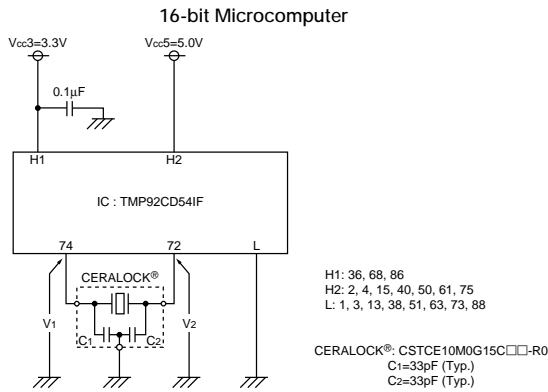 16-bit Microcomputer
Vcc3=3.3V
Vcc5=5.0V
0.1μF
H1
H2
IC : TMP92CD54IF
74
72
L
CERALOCK®
V1
C1
C2
V2
H1: 36, 68, 86
H2: 2, 4, 15, 40, 50, 61, 75
L: 1, 3, 13, 38, 51, 63, 73, 88
CERALOCK®: CSTCE10M0G15C□□-R0
C1=33pF (Typ.)
C2=33pF (Typ.)